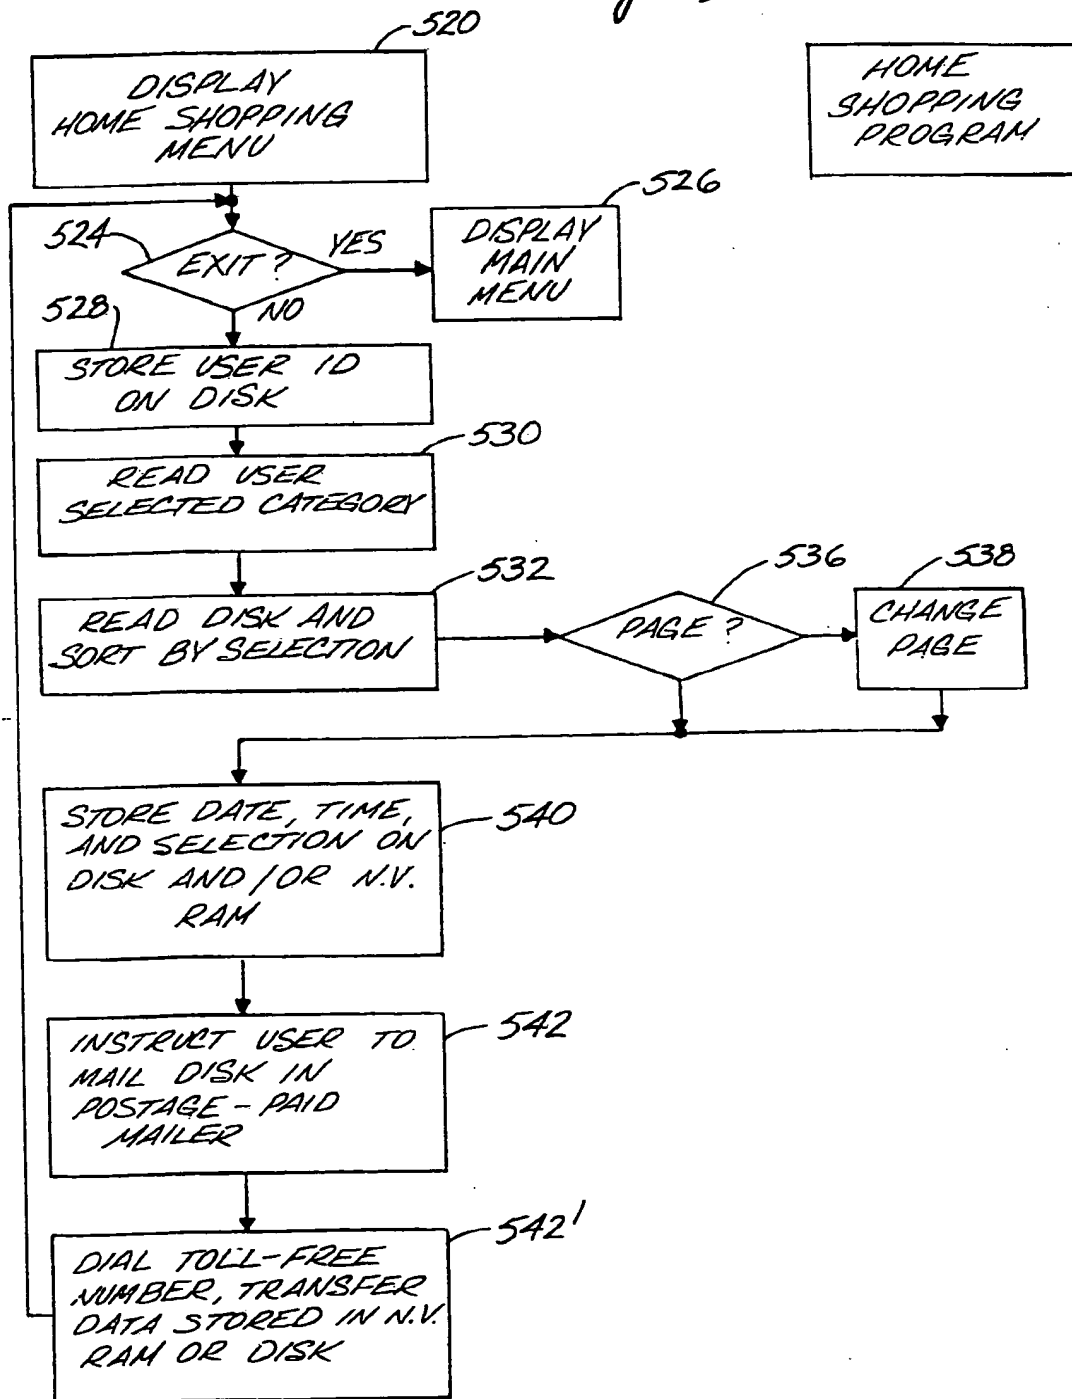 520
DISPLAY
HOME SHOPPING
MENU
HOME
SHOPPING
PROGRAM
524
EXIT?
YES
NO
526
DISPLAY
MAIN
MENU
528
STORE USER ID
ON DISK
530
READ USER
SELECTED CATEGORY
532
READ DISK AND
SORT BY SELECTION
536
PAGE?
538
CHANGE
PAGE
540
STORE DATE, TIME,
AND SELECTION ON
DISK AND/OR N.V.
RAM
542
INSTRUCT USER TO
MAIL DISK IN
POSTAGE-PAID
MAILER
542'
DIAL TOLL-FREE
NUMBER, TRANSFER
DATA STORED IN N.V.
RAM OR DISK